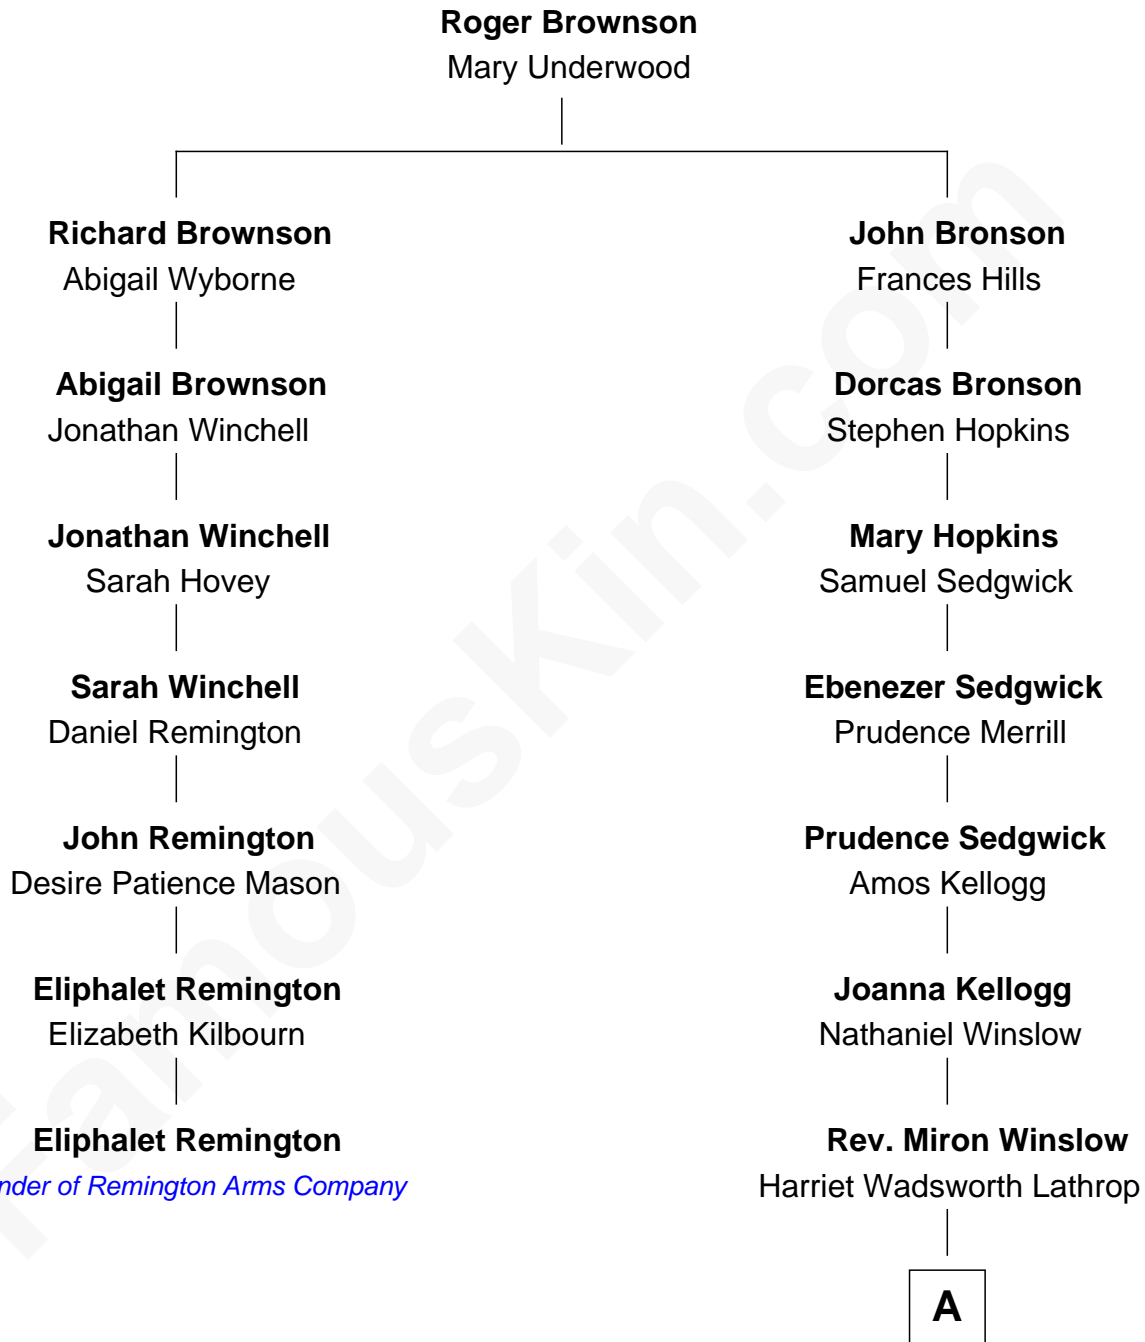 Roger Brownson
Mary Underwood
Richard Brownson
Abigail Wyborne
Abigail Brownson
Jonathan Winchell
Jonathan Winchell
Sarah Hovey
Sarah Winchell
Daniel Remington
John Remington
Desire Patience Mason
Eliphalet Remington
Elizabeth Kilbourn
Eliphalet Remington
nder of Remington Arms Company
John Bronson
Frances Hills
Dorcas Bronson
Stephen Hopkins
Mary Hopkins
Samuel Sedgwick
Ebenezer Sedgwick
Prudence Merrill
Prudence Sedgwick
Amos Kellogg
Joanna Kellogg
Nathaniel Winslow
Rev. Miron Winslow
Harriet Wadsworth Lathrop
A
FamousKin.com